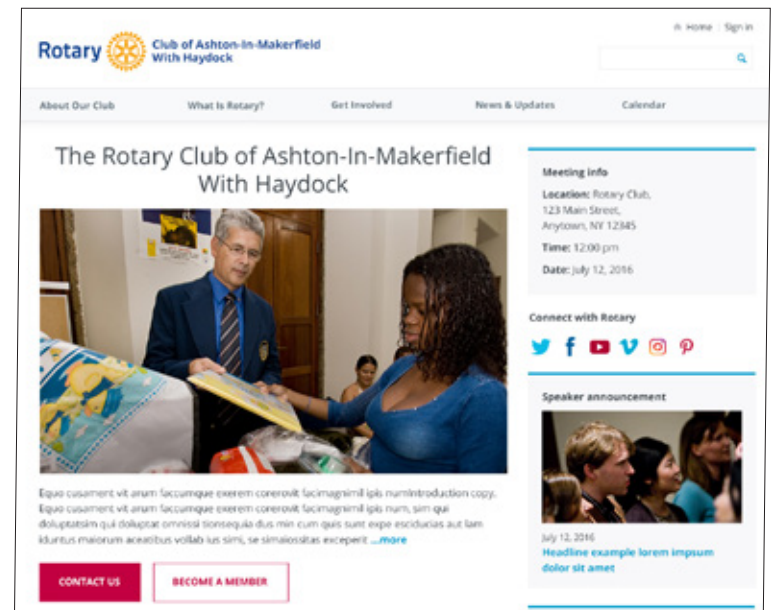 Home | Sign in
Rotary
Club of Ashton-In-Makerfield
With Haydock
About Our Club
What Is Rotary?
Get Involved
News & Updates
Calendar
The Rotary Club of Ashton-In-Makerfield
With Haydock
Equo cusament vit arum faccumque exerem corerovit facimagnimil ipis numIntroduction copy.
Equo cusament vit arum faccumque exerem corerovit facimagnimil ipis num, sim qui
doluptatsim qui doluptat omnissi tionsequia dus min cum quis sunt expe esciducias aut lam
iduntus maiorum aceatibus vollab ius simi, se simaiossitas exceperit ...more
CONTACT US
BECOME A MEMBER
Meeting info
Location: Rotary Club,
123 Main Street,
Anytown, NY 12345
Time: 12:00 pm
Date: July 12, 2016
Connect with Rotary
Speaker announcement
July 12, 2016
Headline example lorem impsum
dolor sit amet